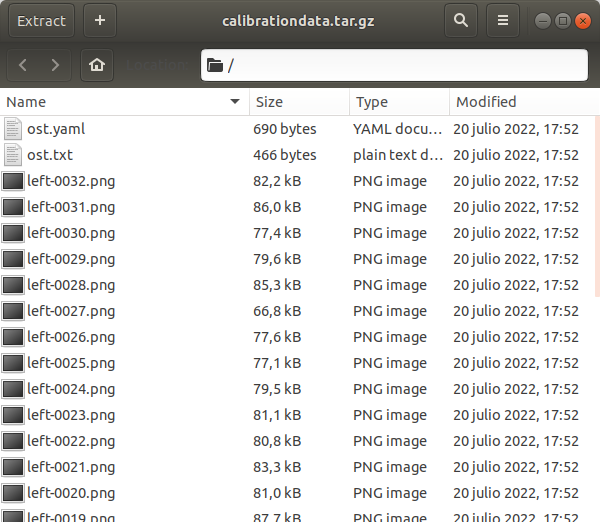 Extract + calibrationdata.tar.gz
/
Name Size Type Modified
ost.yaml 690 bytes YAML docu... 20 julio 2022, 17:52
ost.txt 466 bytes plain text d... 20 julio 2022, 17:52
left-0032.png 82,2 kB PNG image 20 julio 2022, 17:52
left-0031.png 86,0 kB PNG image 20 julio 2022, 17:52
left-0030.png 77,4 kB PNG image 20 julio 2022, 17:52
left-0029.png 79,6 kB PNG image 20 julio 2022, 17:52
left-0028.png 85,3 kB PNG image 20 julio 2022, 17:52
left-0027.png 66,8 kB PNG image 20 julio 2022, 17:52
left-0026.png 77,6 kB PNG image 20 julio 2022, 17:52
left-0025.png 77,1 kB PNG image 20 julio 2022, 17:52
left-0024.png 79,5 kB PNG image 20 julio 2022, 17:52
left-0023.png 81,1 kB PNG image 20 julio 2022, 17:52
left-0022.png 80,8 kB PNG image 20 julio 2022, 17:52
left-0021.png 83,3 kB PNG image 20 julio 2022, 17:52
left-0020.png 81,0 kB PNG image 20 julio 2022, 17:52
left-0019.png 87,7 kB PNG image 20 julio 2022, 17:52